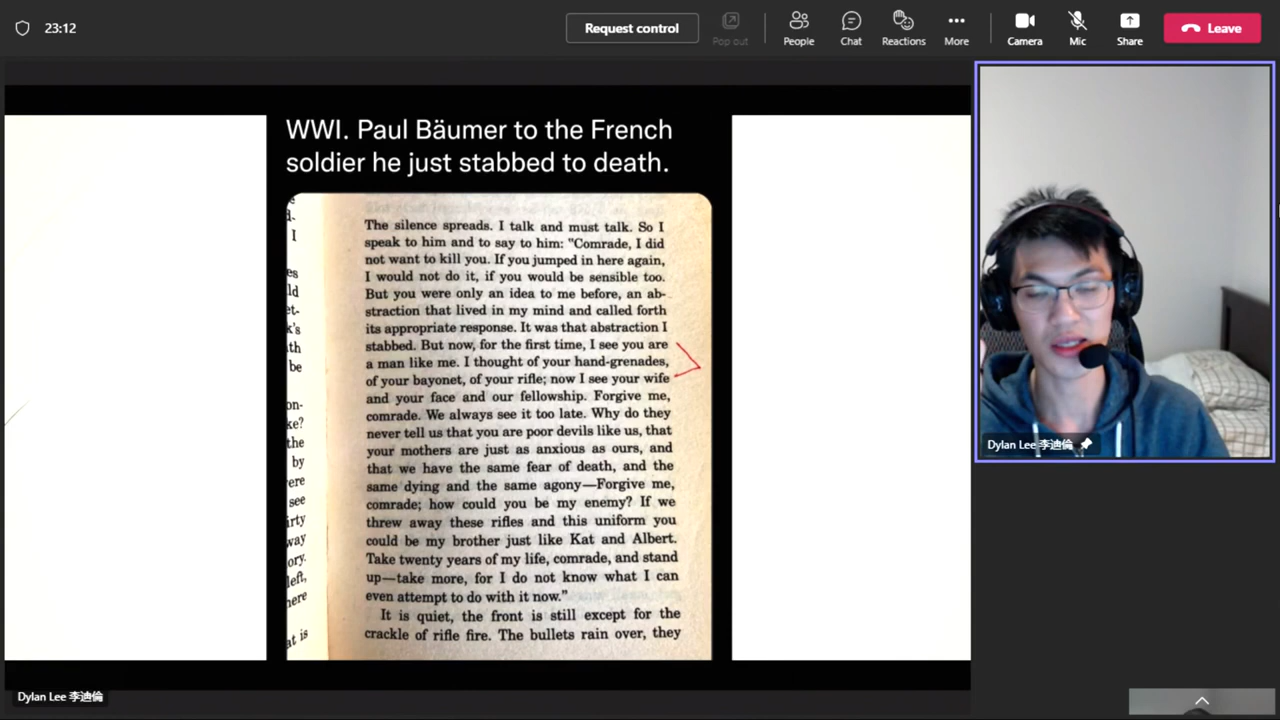 23:12
Request control
Pop out
People
Chat
Reactions
More
Camera
Mic
Share
Leave
WWI. Paul Bäumer to the French
soldier he just stabbed to death.
The silence spreads. I talk and must talk. So I
speak to him and to say to him: "Comrade, I did
not want to kill you. If you jumped in here again,
I would not do it, if you would be sensible too.
But you were only an idea to me before, an ab-
straction that lived in my mind and called forth
its appropriate response. It was that abstraction I
stabbed. But now, for the first time, I see you are
a man like me. I thought of your hand-grenades,
of your bayonet, of your rifle; now I see your wife
and your face and our fellowship. Forgive me,
comrade. We always see it too late. Why do they
never tell us that you are poor devils like us, that
your mothers are just as anxious as ours, and
that we have the same fear of death, and the
same dying and the same agony—Forgive me,
comrade; how could you be my enemy? If we
threw away these rifles and this uniform you
could be my brother just like Kat and Albert.
Take twenty years of my life, comrade, and stand
up—take more, for I do not know what I can
even attempt to do with it now."
It is quiet, the front is still except for the
crackle of rifle fire. The bullets rain over, they
I
be
the
by
see
Dylan Lee 李迪倫
Dylan Lee 李迪倫